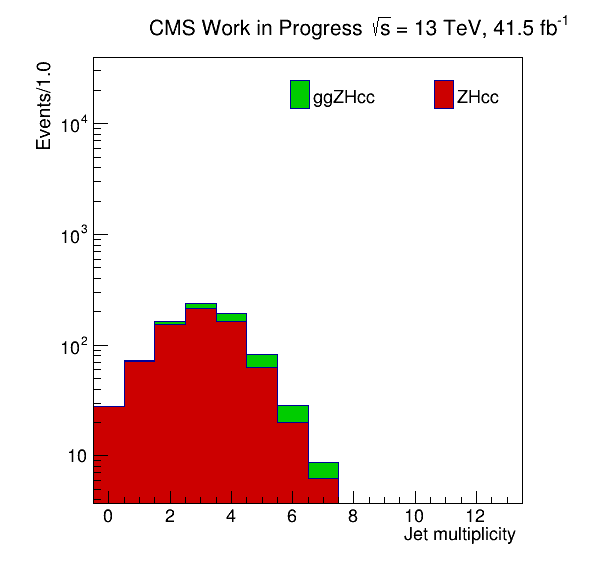 CMS Work in Progress √s = 13 TeV, 41.5 fb⁻¹
Events/1.0
ggZHcc ZHcc
10⁴
10³
10²
10
0 2 4 6 8 10 12
Jet multiplicity